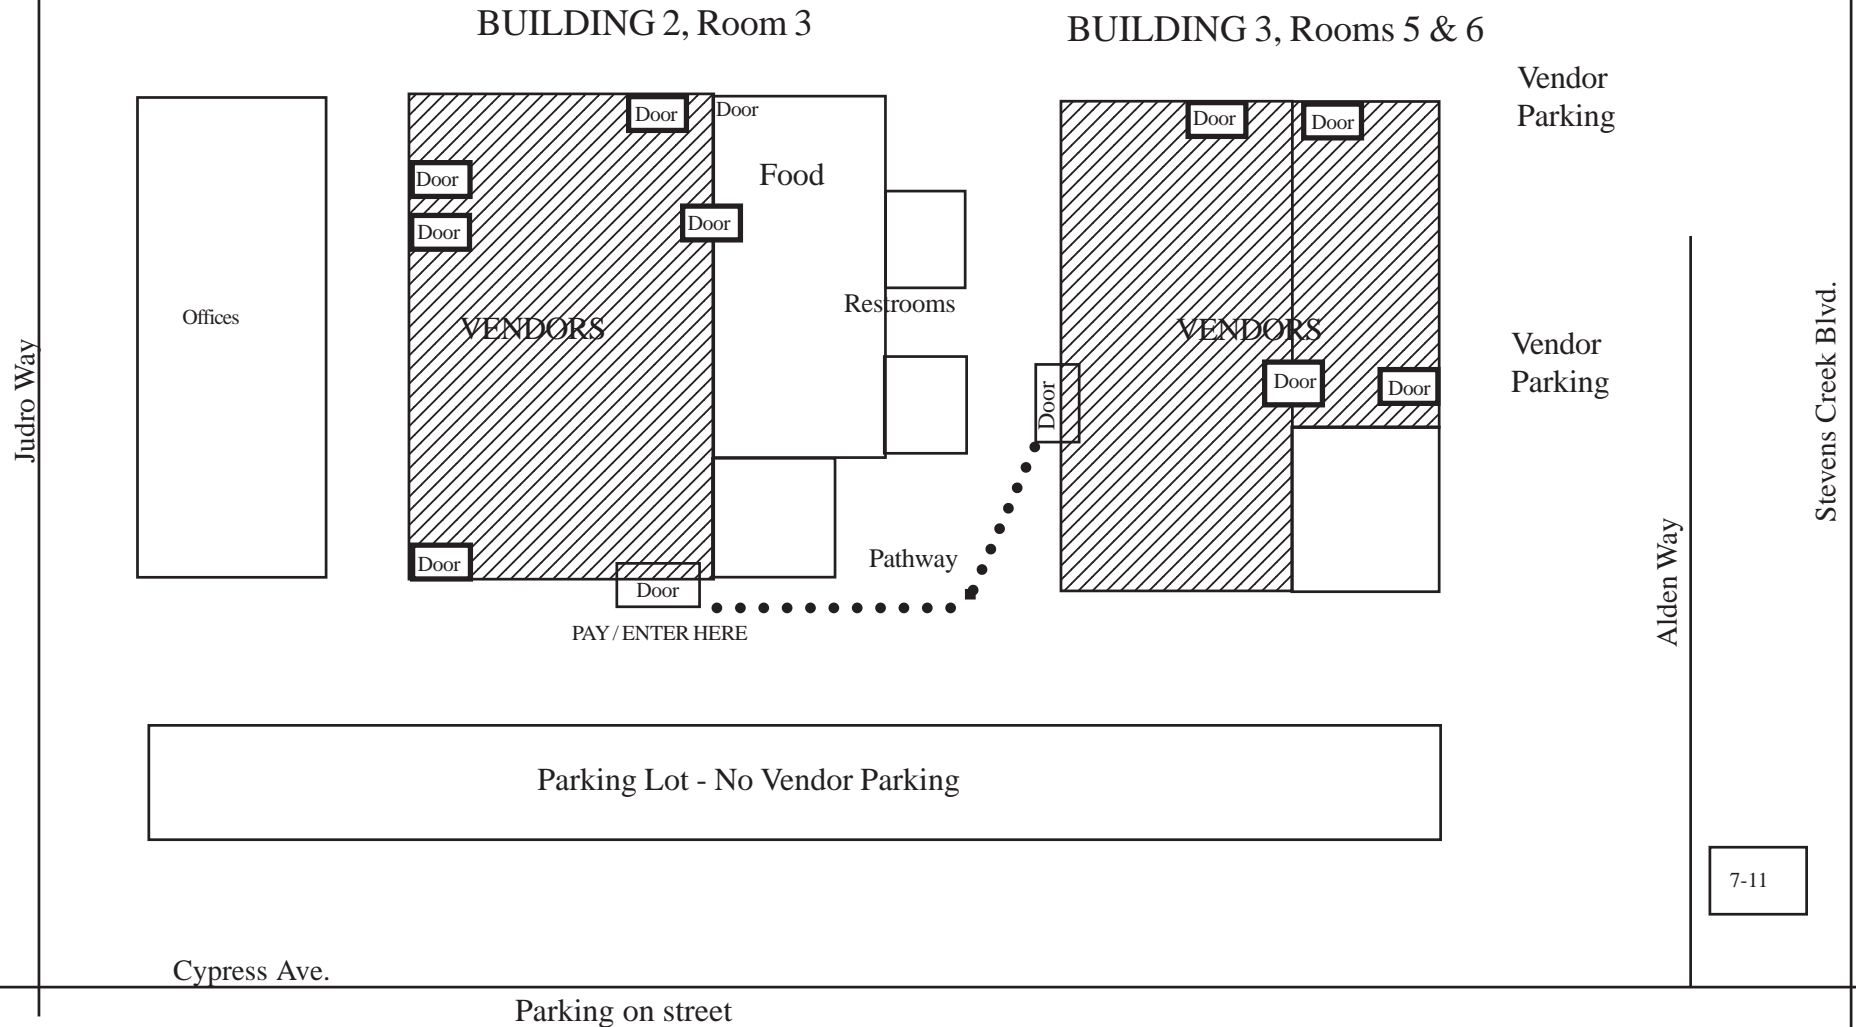 BUILDING 2, Room 3
BUILDING 3, Rooms 5 & 6
Vendor
Parking
Door
Door
Door
Door
Door
Food
Door
Door
Door
Restrooms
Offices
VENDORS
VENDORS
Vendor
Parking
Judro Way
Stevens Creek Blvd.
Door
Door
Door
Pathway
Alden Way
Door
Door
PAY / ENTER HERE
Parking Lot - No Vendor Parking
7-11
Cypress Ave.
Parking on street